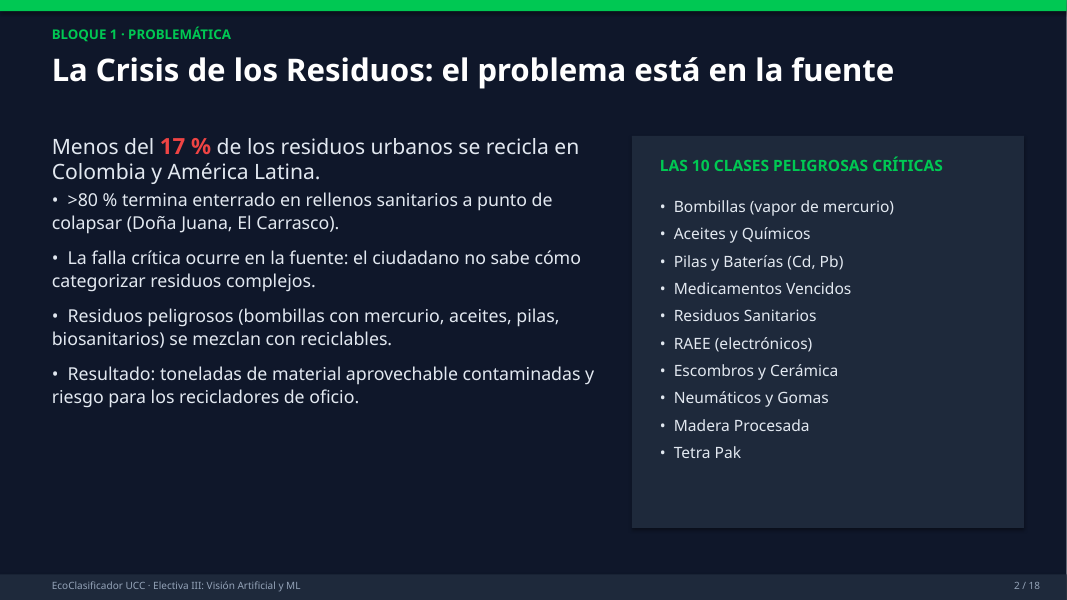 BLOQUE 1 · PROBLEMÁTICA
La Crisis de los Residuos: el problema está en la fuente
Menos del 17 % de los residuos urbanos se recicla en
Colombia y América Latina.
• >80 % termina enterrado en rellenos sanitarios a punto de
colapsar (Doña Juana, El Carrasco).
• La falla crítica ocurre en la fuente: el ciudadano no sabe cómo
categorizar residuos complejos.
• Residuos peligrosos (bombillas con mercurio, aceites, pilas,
biosanitarios) se mezclan con reciclables.
• Resultado: toneladas de material aprovechable contaminadas y
riesgo para los recicladores de oficio.
LAS 10 CLASES PELIGROSAS CRÍTICAS
• Bombillas (vapor de mercurio)
• Aceites y Químicos
• Pilas y Baterías (Cd, Pb)
• Medicamentos Vencidos
• Residuos Sanitarios
• RAEE (electrónicos)
• Escombros y Cerámica
• Neumáticos y Gomas
• Madera Procesada
• Tetra Pak
EcoClasificador UCC · Electiva III: Visión Artificial y ML
2 / 18